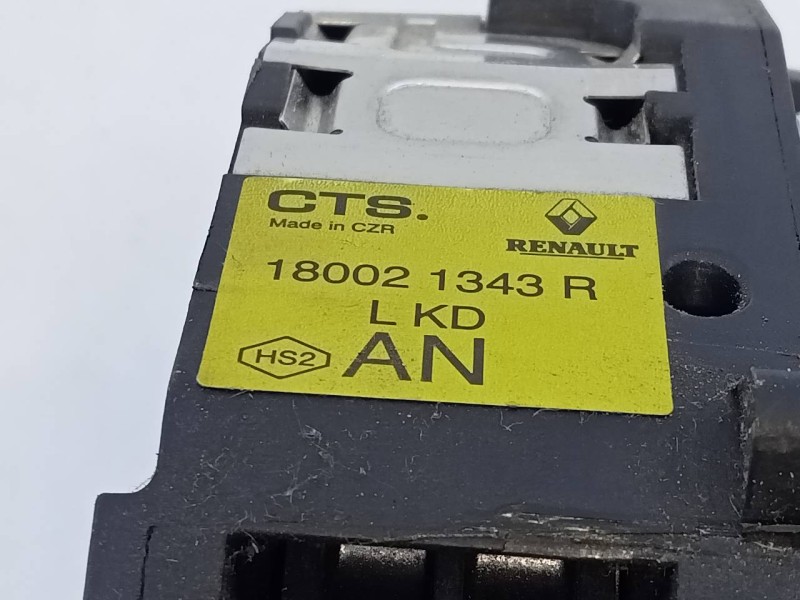 CTS.
Made in CZR
RENAULT
18002 1343 R
L KD
HS2 AN